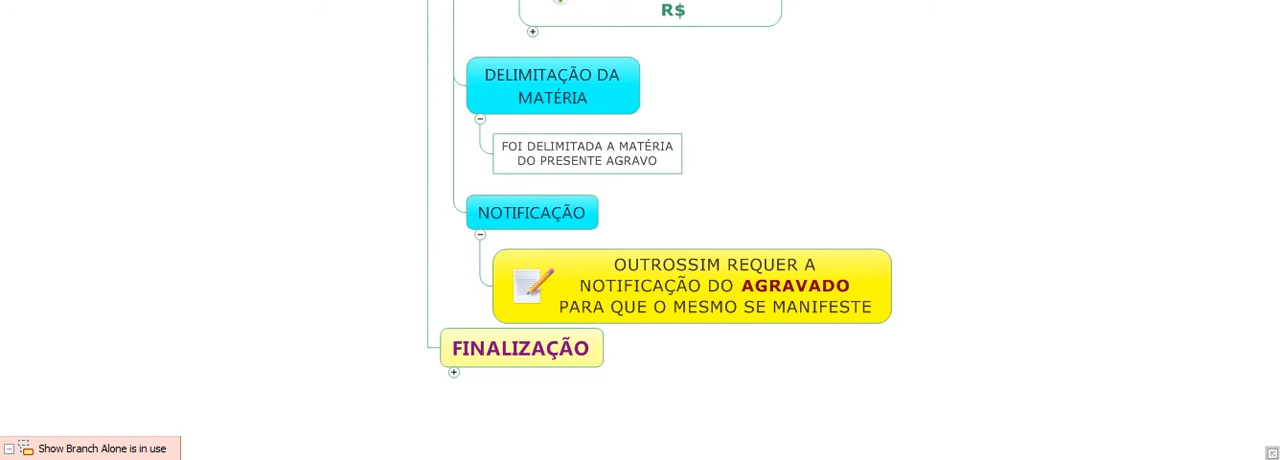 R$
DELIMITAÇÃO DA
MATÉRIA
FOI DELIMITADA A MATÉRIA
DO PRESENTE AGRAVO
NOTIFICAÇÃO
OUTROSSIM REQUER A
NOTIFICAÇÃO DO AGRAVADO
PARA QUE O MESMO SE MANIFESTE
FINALIZAÇÃO
Show Branch Alone is in use